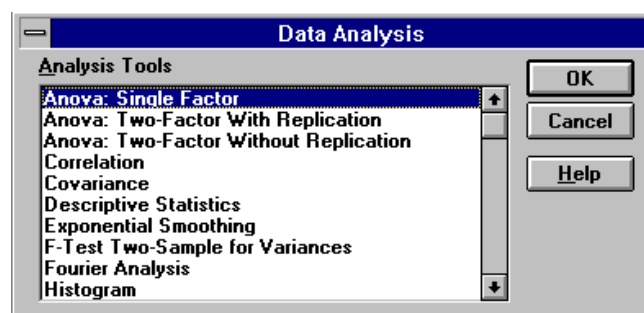 Data Analysis
Analysis Tools
Anova: Single Factor
Anova: Two-Factor With Replication
Anova: Two-Factor Without Replication
Correlation
Covariance
Descriptive Statistics
Exponential Smoothing
F-Test Two-Sample for Variances
Fourier Analysis
Histogram
OK
Cancel
Help